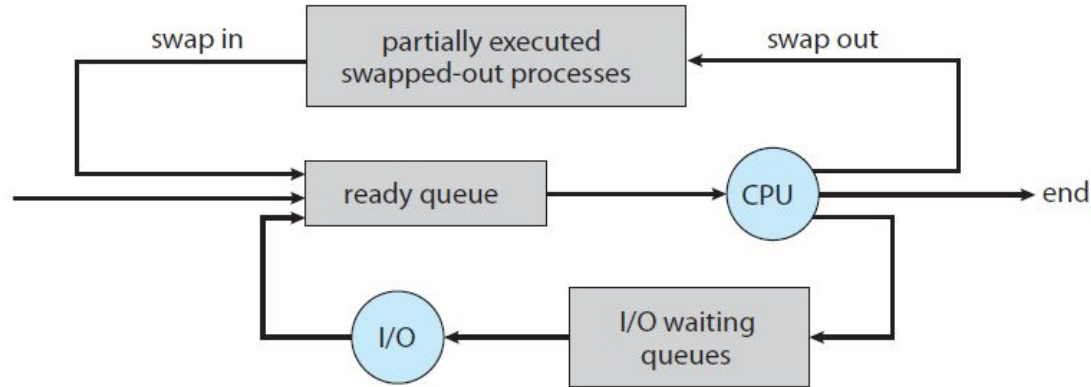 swap in
partially executed
swapped-out processes
swap out
ready queue
CPU
end
I/O
I/O waiting
queues